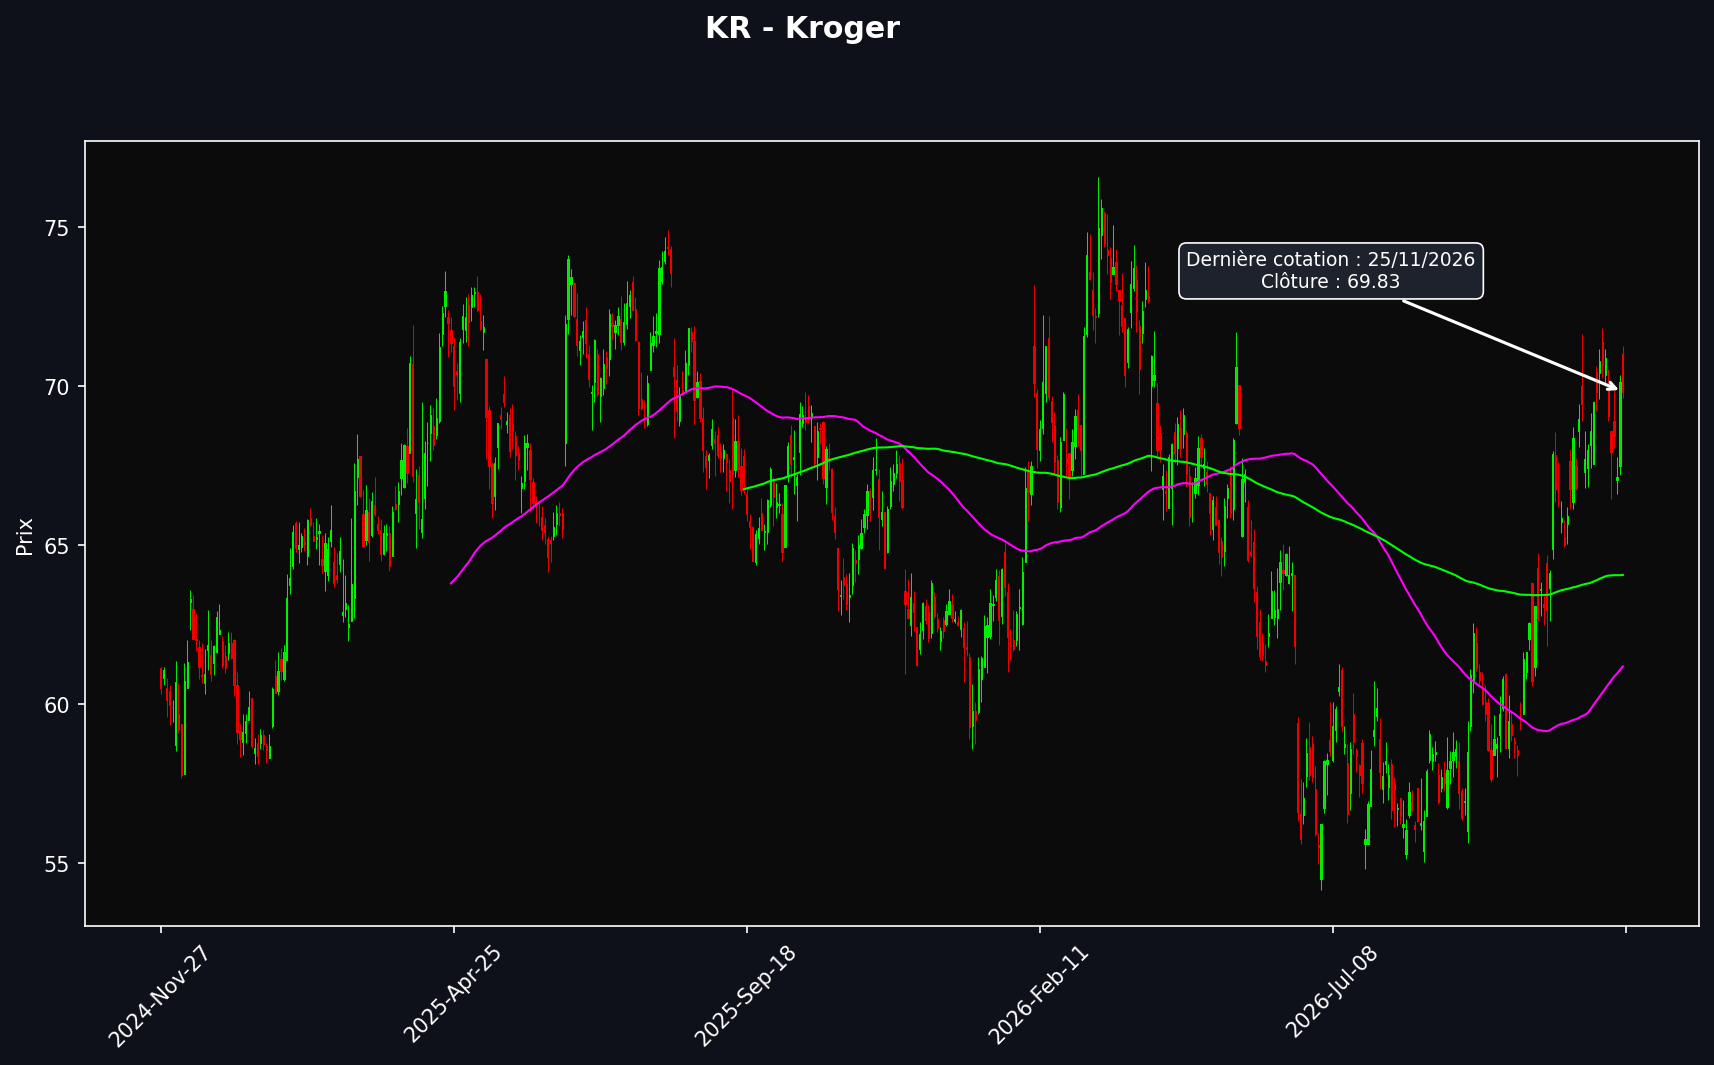 KR - Kroger
Dernière cotation : 25/11/2026
Clôture : 69.83
Prix
75
70
65
60
55
2024-Nov-27
2025-Apr-25
2025-Sep-18
2026-Feb-11
2026-Jul-08